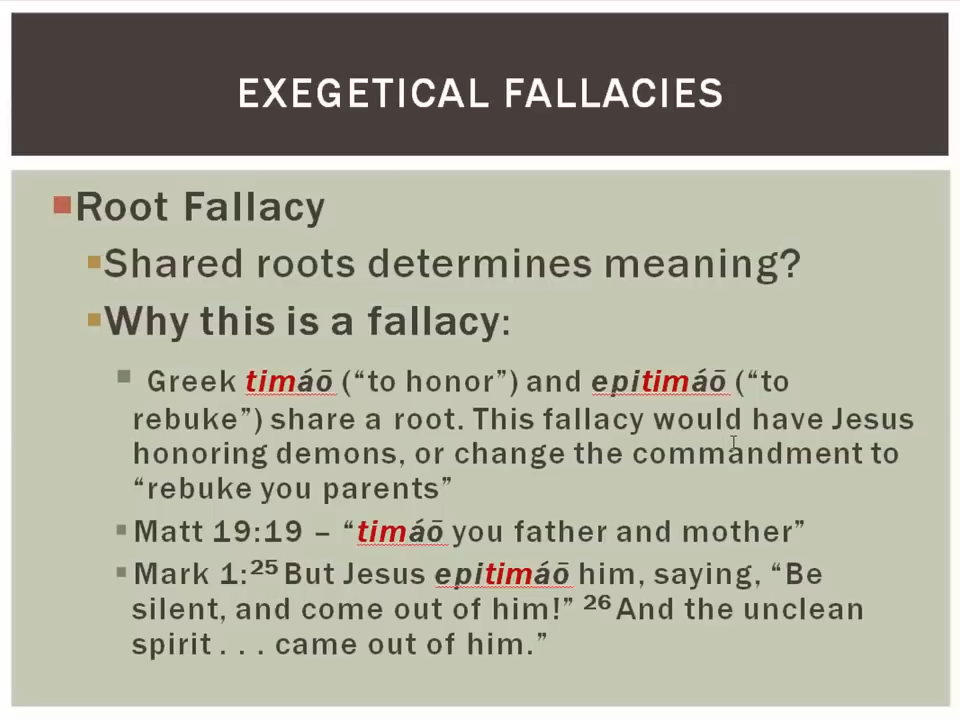 EXEGETICAL FALLACIES
Root Fallacy
Shared roots determines meaning?
Why this is a fallacy:
Greek timáō (“to honor”) and epitimáō (“to
rebuke”) share a root. This fallacy would have Jesus
honoring demons, or change the commandment to
“rebuke you parents”
Matt 19:19 – “timáō you father and mother”
Mark 1:25 But Jesus epitimáō him, saying, “Be
silent, and come out of him!” 26 And the unclean
spirit . . . came out of him.”